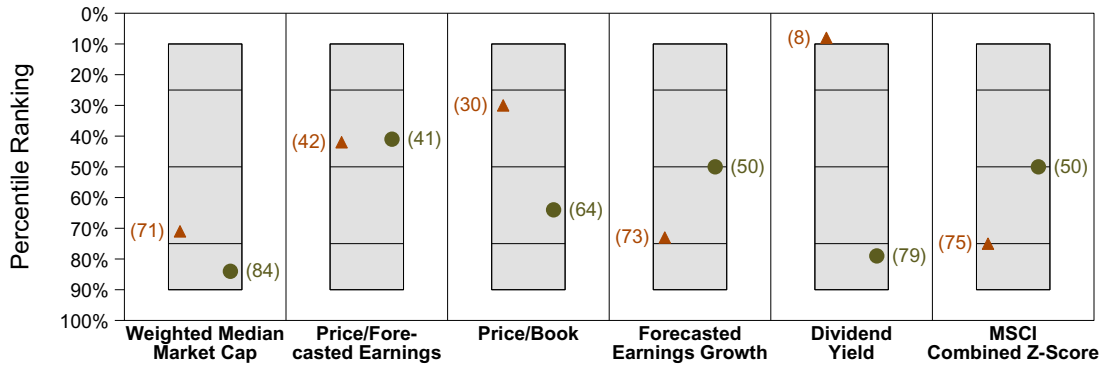 Percentile Ranking
0%
10%
20%
30%
40%
50%
60%
70%
80%
90%
100%
(71)
(84)
(42)
(41)
(30)
(64)
(73)
(50)
(8)
(79)
(75)
(50)
Weighted Median
Market Cap
Price/Fore-
casted Earnings
Price/Book
Forecasted
Earnings Growth
Dividend
Yield
MSCI
Combined Z-Score